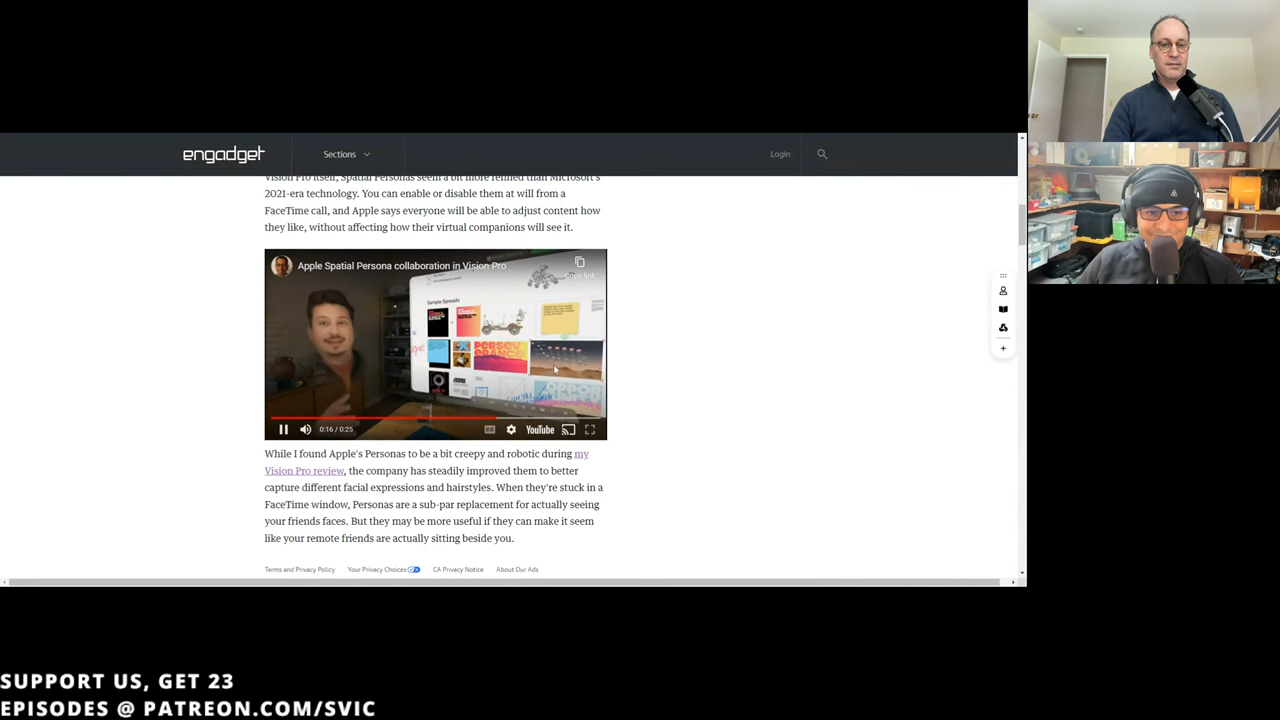 engadget
Sections
Login
Vision Pro itself, Spatial Personas seem a bit more refined than Microsoft's
2021-era technology. You can enable or disable them at will from a
FaceTime call, and Apple says everyone will be able to adjust content how
they like, without affecting how their virtual companions will see it.
Apple Spatial Persona collaboration in Vision Pro
Copy link
Sample Spreads
PERSEVERANCE
0:16 / 0:25
YouTube
While I found Apple's Personas to be a bit creepy and robotic during my
Vision Pro review, the company has steadily improved them to better
capture different facial expressions and hairstyles. When they're stuck in a
FaceTime window, Personas are a sub-par replacement for actually seeing
your friends faces. But they may be more useful if they can make it seem
like your remote friends are actually sitting beside you.
Terms and Privacy Policy Your Privacy Choices CA Privacy Notice About Our Ads
SUPPORT US, GET 23
EPISODES @ PATREON.COM/SVIC